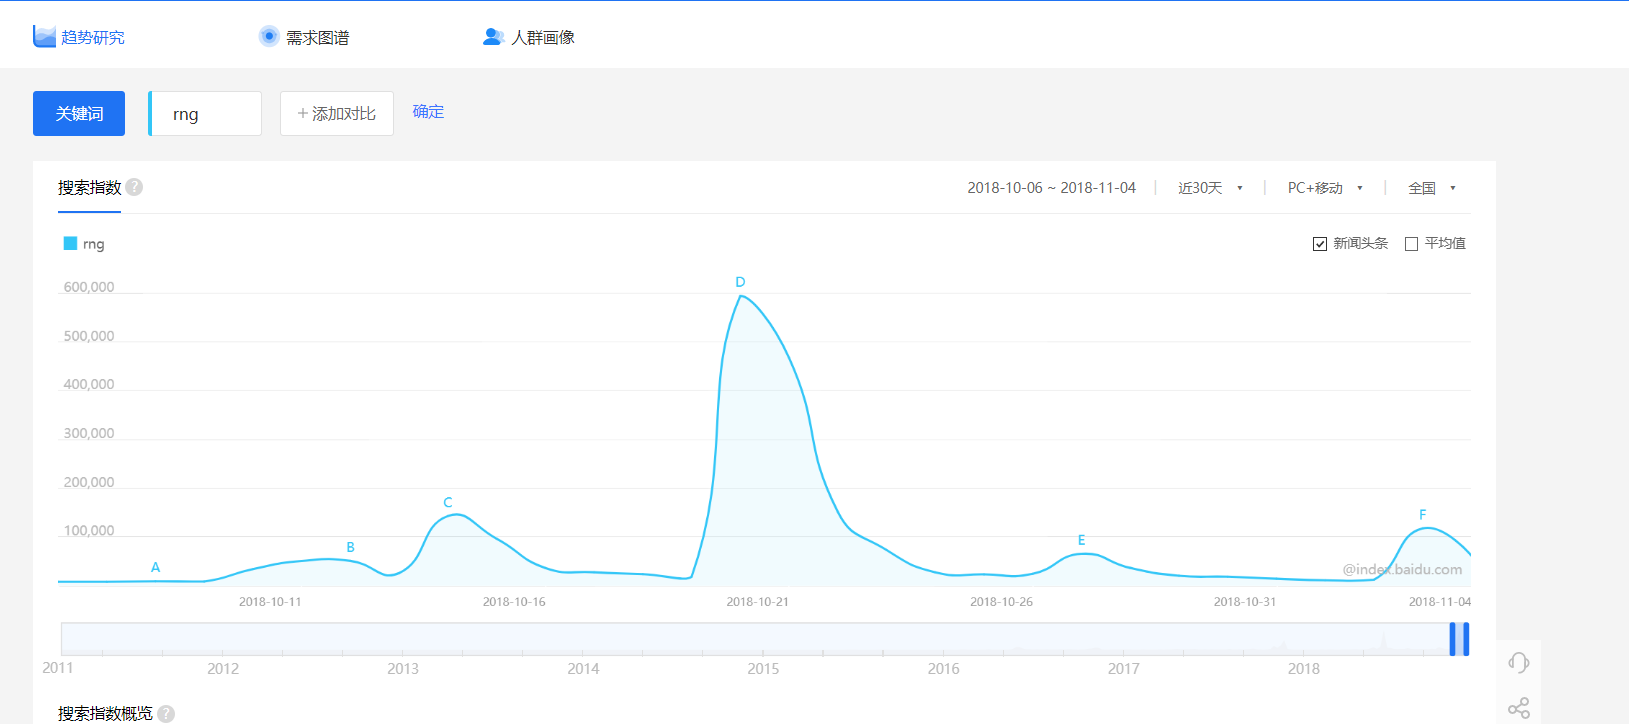 趋势研究 需求图谱 人群画像
关键词 rng +添加对比 确定
搜索指数 ? 2018-10-06 ~ 2018-11-04 近30天 PC+移动 全国
rng 新闻头条 平均值
D
600,000
500,000
400,000
300,000
200,000
C
F
100,000
E
B
A
@index.baidu.com
2018-10-11 2018-10-16 2018-10-21 2018-10-26 2018-10-31 2018-11-04
2011 2012 2013 2014 2015 2016 2017 2018
搜索指数概览 ?